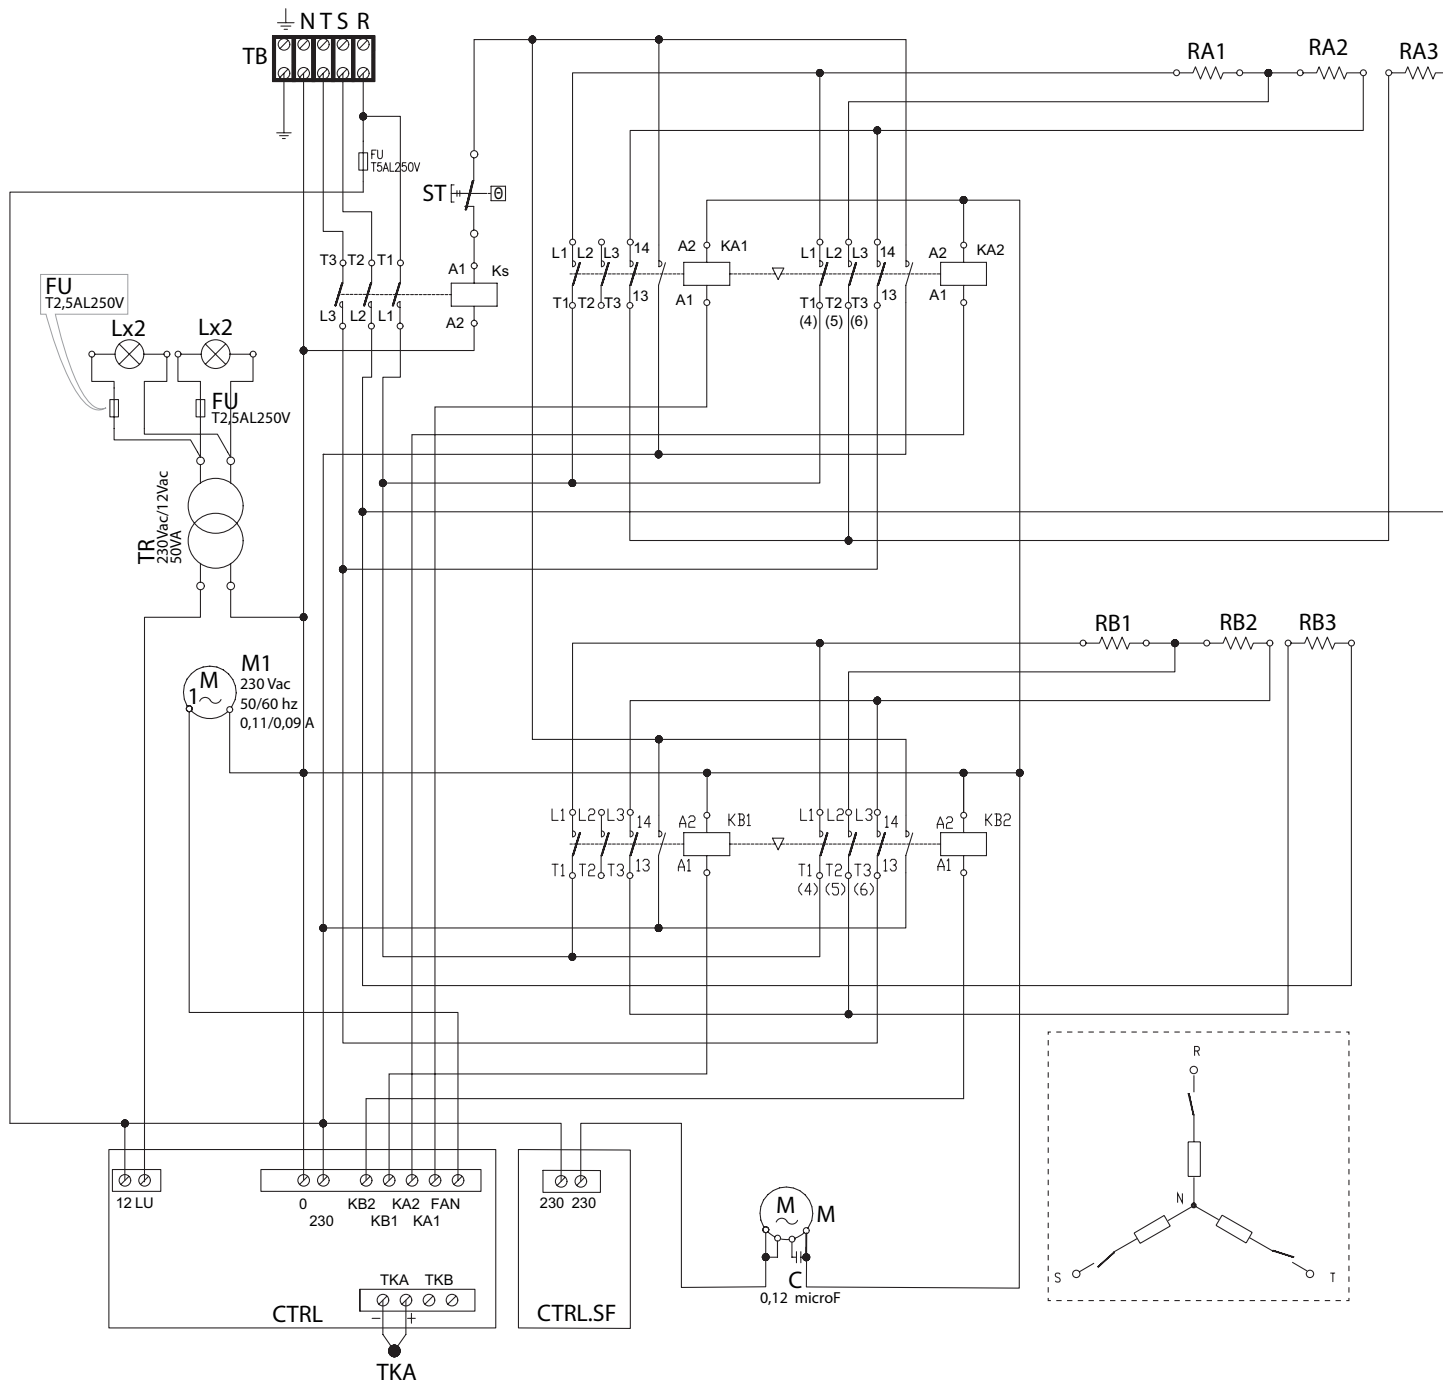 N T S R
TB
RA1
RA2
RA3
FU
T5AL250V
ST
Θ
T3 T2 T1
A1 Ks
L3 L2 L1
A2
L1 L2 L3 14
A2 KA1
T1 T2 T3 13
A1
L1 L2 L3 14
A2 KA2
T1 T2 T3 13
A1
(4) (5) (6)
FU
T2,5AL250V
Lx2
Lx2
FU
T2,5AL250V
TR
230Vac/12Vac
50VA
RB1
RB2
RB3
M
1
M1
230 Vac
50/60 hz
0,11/0,09 A
L1 L2 L3 14
A2 KB1
T1 T2 T3 13
A1
L1 L2 L3 14
A2 KB2
T1 T2 T3 13
A1
(4) (5) (6)
12 LU
0
230
KB2
KB1
KA2
KA1
FAN
TKA TKB
- +
CTRL
TKA
230 230
CTRL.SF
M
M
C
0,12 microF
R
N
S
T